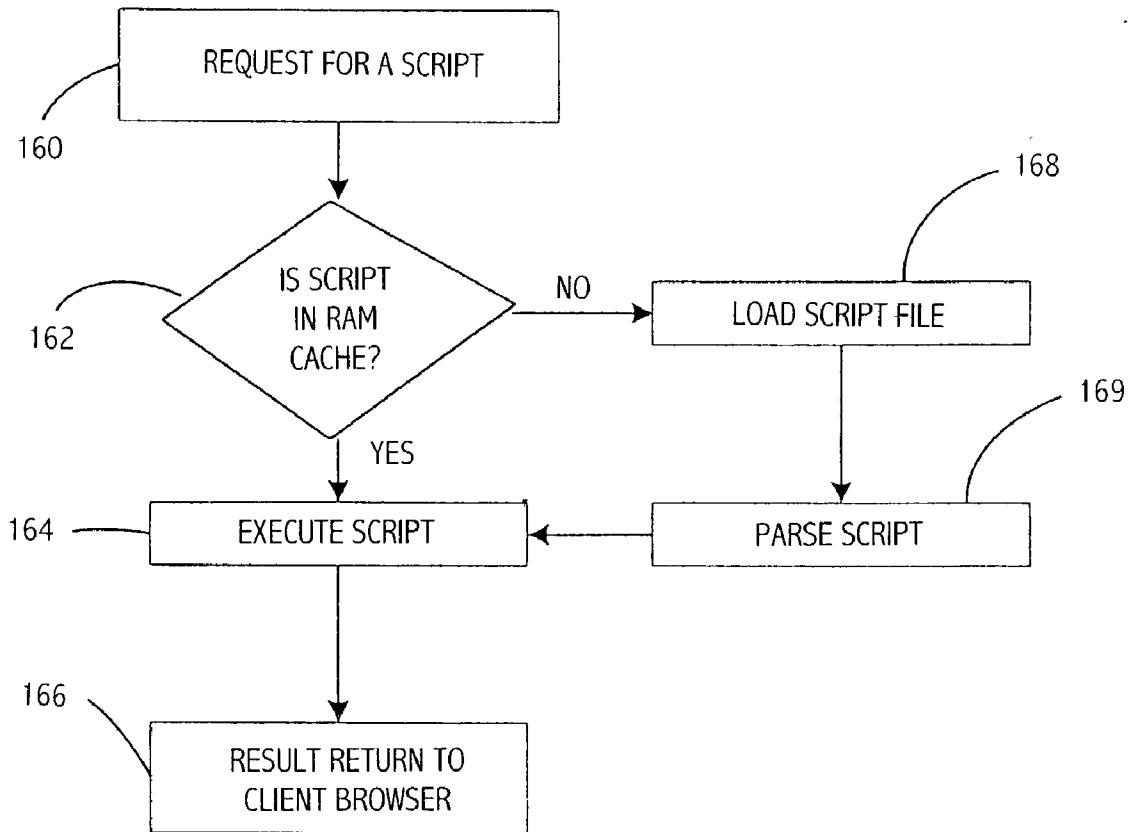 REQUEST FOR A SCRIPT
160
168
IS SCRIPT
IN RAM
CACHE?
NO
LOAD SCRIPT FILE
162
169
YES
164
EXECUTE SCRIPT
PARSE SCRIPT
166
RESULT RETURN TO
CLIENT BROWSER